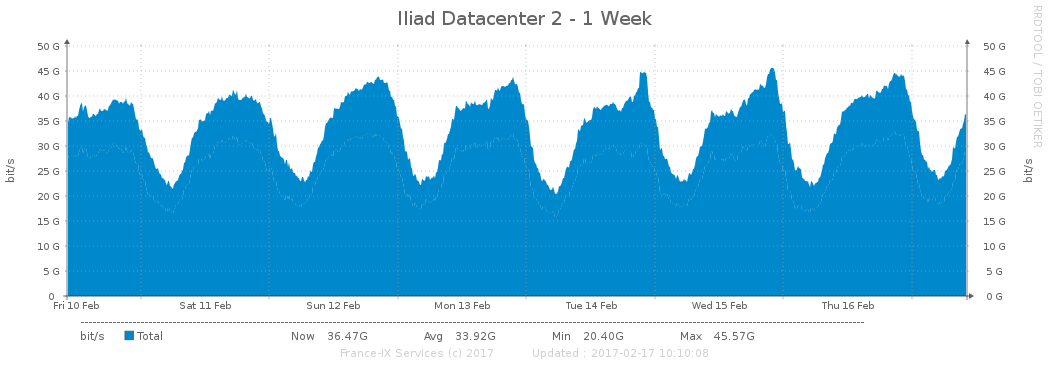 Iliad Datacenter 2 - 1 Week
RRDTOOL / TOBI OETIKER
50 G 50 G
45 G 45 G
40 G 40 G
35 G 35 G
30 G 30 G
25 G 25 G
20 G 20 G
15 G 15 G
10 G 10 G
5 G 5 G
0 0 G
bit/s bit/s
Fri 10 Feb Sat 11 Feb Sun 12 Feb Mon 13 Feb Tue 14 Feb Wed 15 Feb Thu 16 Feb
bit/s Total Now 36.47G Avg 33.92G Min 20.40G Max 45.57G
France-IX Services (c) 2017 Updated : 2017-02-17 10:10:08